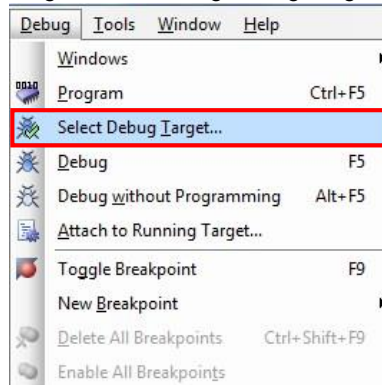 Debug Tools Window Help
Windows
Program Ctrl+F5
Select Debug Target...
Debug F5
Debug without Programming Alt+F5
Attach to Running Target...
Toggle Breakpoint F9
New Breakpoint
Delete All Breakpoints Ctrl+Shift+F9
Enable All Breakpoints